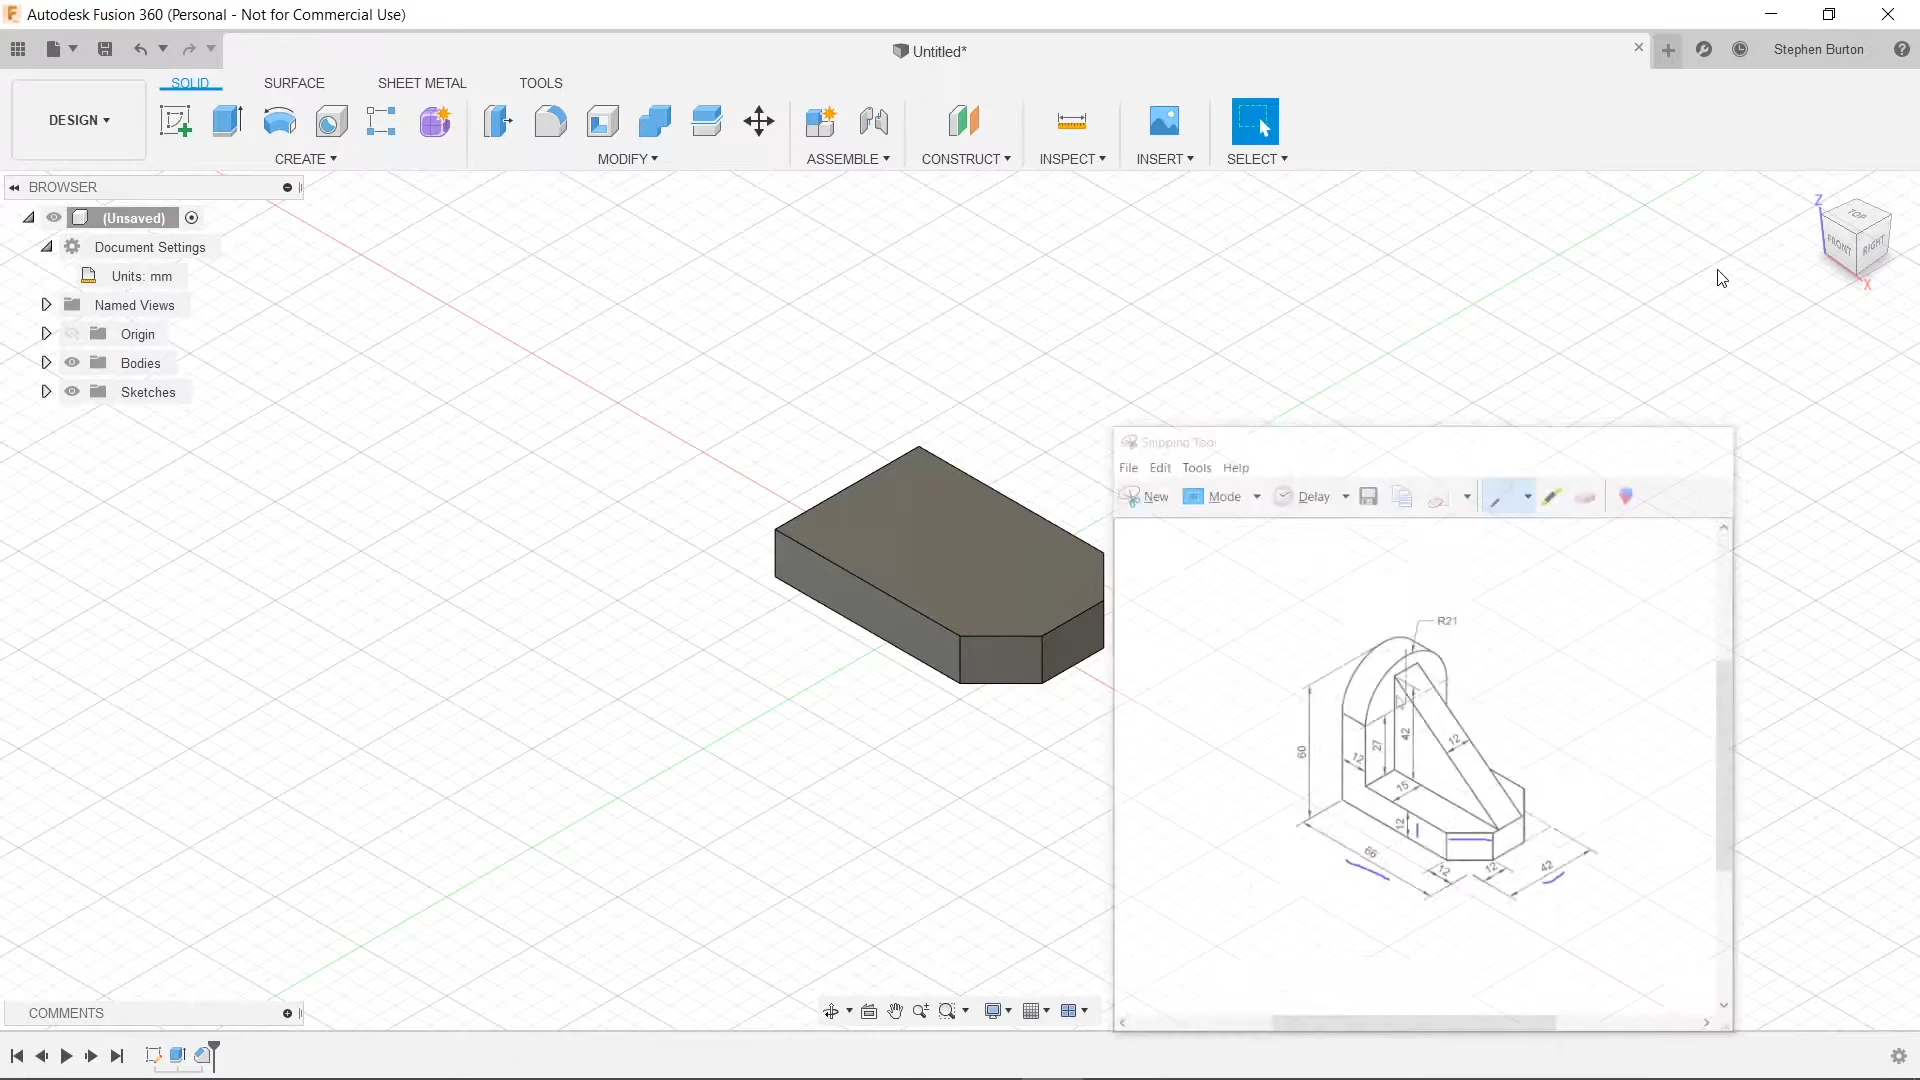 Autodesk Fusion 360 (Personal - Not for Commercial Use)
Untitled*
Stephen Burton
DESIGN
SOLID
SURFACE
SHEET METAL
TOOLS
CREATE
MODIFY
ASSEMBLE
CONSTRUCT
INSPECT
INSERT
SELECT
BROWSER
(Unsaved)
Document Settings
Units: mm
Named Views
Origin
Bodies
Sketches
Z
TOP
FRONT
RIGHT
X
Snipping Tool
File Edit Tools Help
New Mode Delay
R21
60
12
27
42
12
15
12
66
12
12
42
COMMENTS